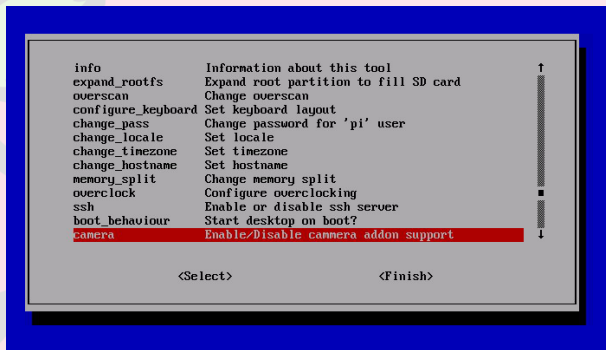 info Information about this tool
expand_rootfs Expand root partition to fill SD card
overscan Change overscan
configure_keyboard Set keyboard layout
change_pass Change password for 'pi' user
change_locale Set locale
change_timezone Set timezone
change_hostname Set hostname
memory_split Change memory split
overclock Configure overclocking
ssh Enable or disable ssh server
boot_behaviour Start desktop on boot?
camera Enable/Disable cammera addon support
<Select> <Finish>